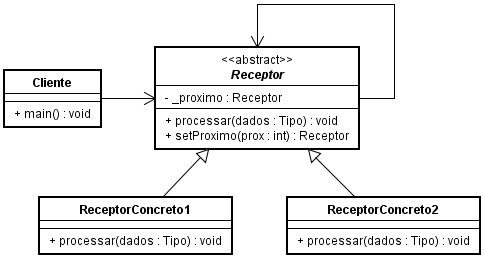 <<abstract>>
Receptor
- _proximo : Receptor
+ processar(dados : Tipo) : void
+ setProximo(prox : int) : Receptor
Cliente
+ main() : void
ReceptorConcreto1
+ processar(dados : Tipo) : void
ReceptorConcreto2
+ processar(dados : Tipo) : void